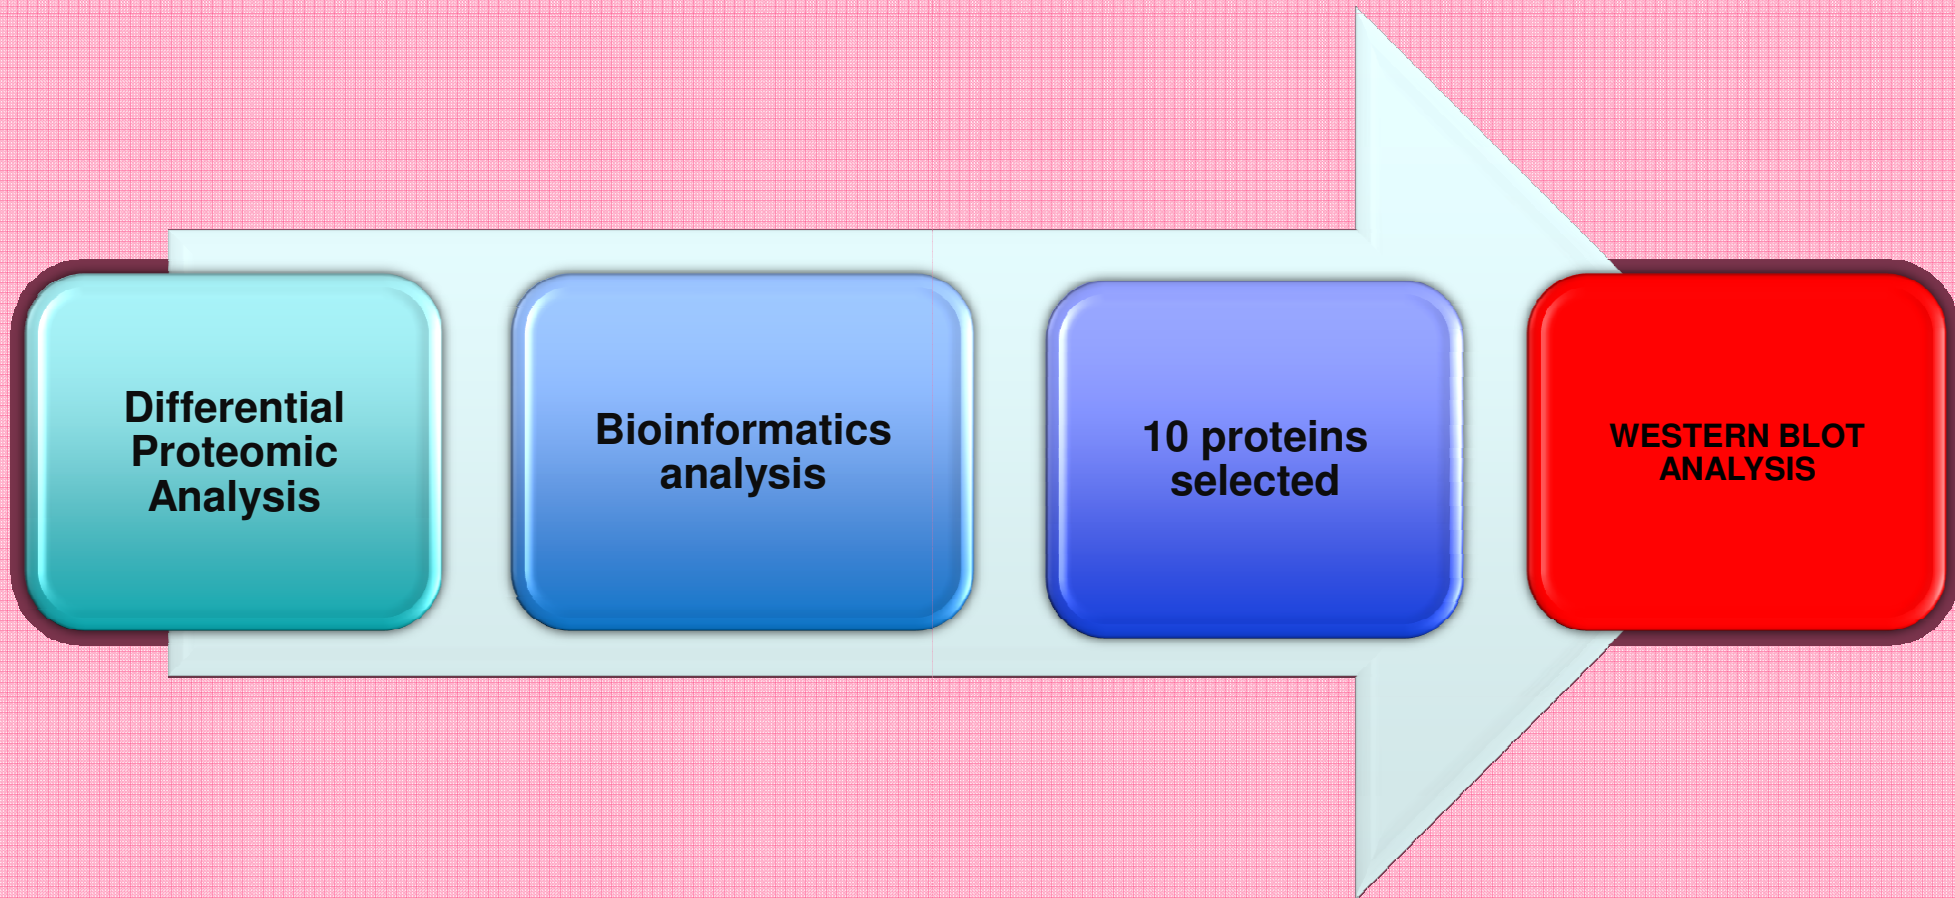 Differential
Proteomic
Analysis
Bioinformatics
analysis
10 proteins
selected
WESTERN BLOT
ANALYSIS